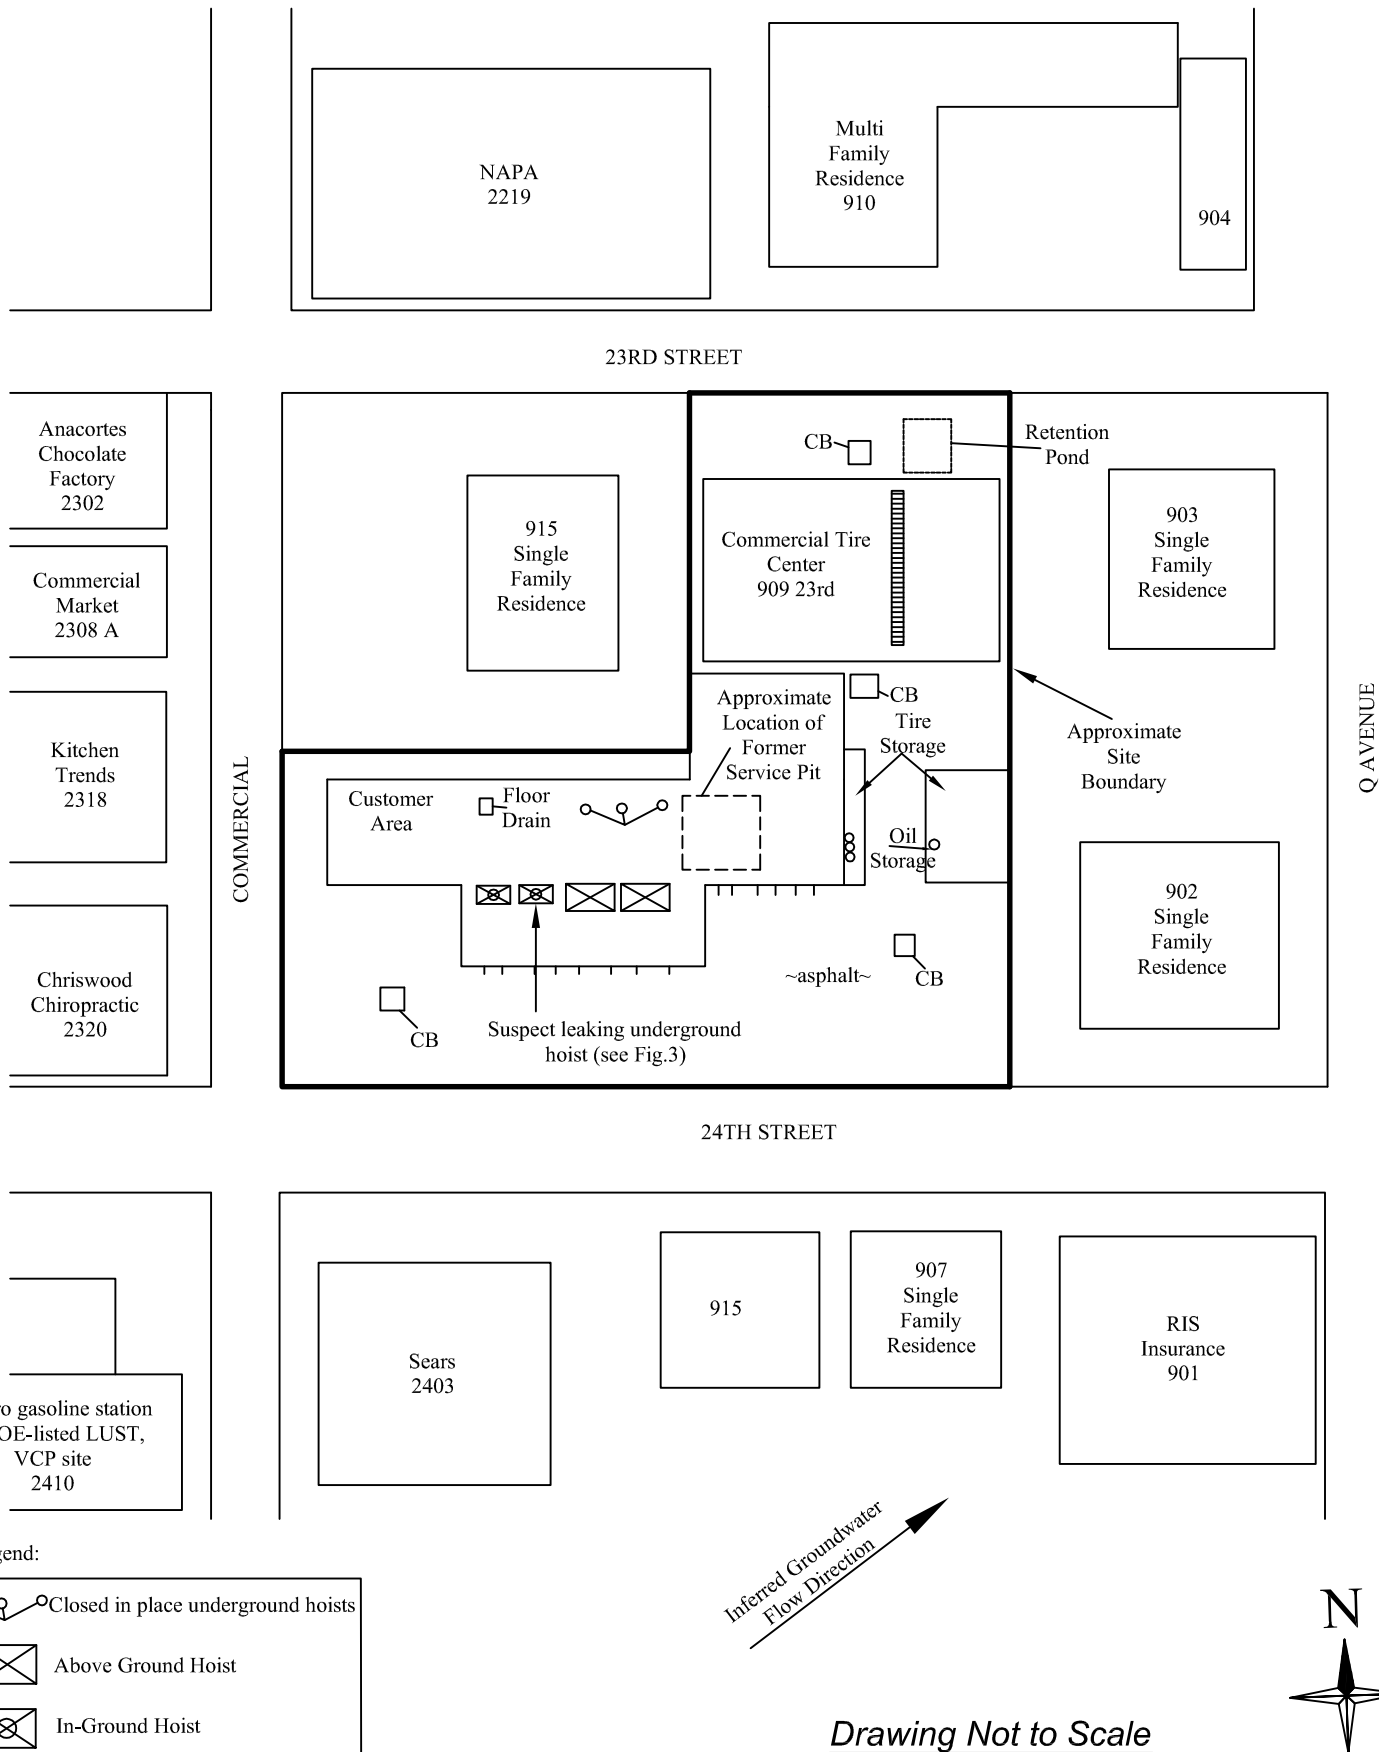 NAPA
2219
Multi
Family
Residence
910
904
23RD STREET
Anacortes
Chocolate
Factory
2302
Commercial
Market
2308 A
Kitchen
Trends
2318
Chriswood
Chiropractic
2320
COMMERCIAL
915
Single
Family
Residence
CB
Retention
Pond
Commercial Tire
Center
909 23rd
903
Single
Family
Residence
Approximate
Location of
Former
Service Pit
CB
Tire
Storage
Approximate
Site
Boundary
Q AVENUE
Customer
Area
Floor
Drain
Oil
Storage
902
Single
Family
Residence
~asphalt~
CB
CB
Suspect leaking underground
hoist (see Fig.3)
24TH STREET
Sears
2403
915
907
Single
Family
Residence
RIS
Insurance
901
gasoline station
OE-listed LUST,
VCP site
2410
Inferred Groundwater
Flow Direction
gend:
Closed in place underground hoists
Above Ground Hoist
In-Ground Hoist
N
Drawing Not to Scale